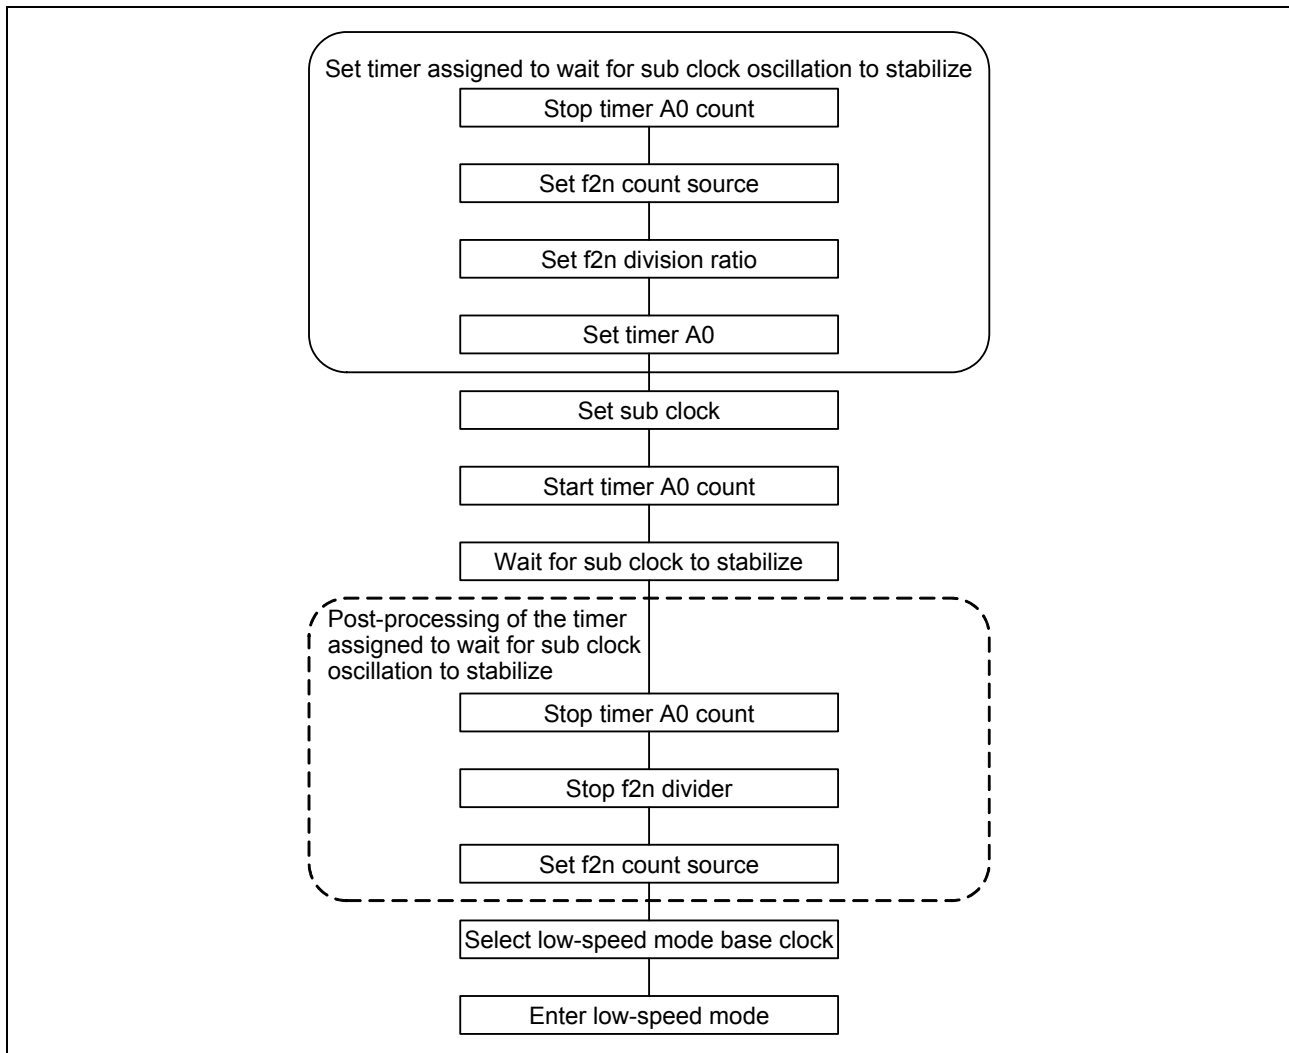 Set timer assigned to wait for sub clock oscillation to stabilize
Stop timer A0 count
Set f2n count source
Set f2n division ratio
Set timer A0
Set sub clock
Start timer A0 count
Wait for sub clock to stabilize
Post-processing of the timer
assigned to wait for sub clock
oscillation to stabilize
Stop timer A0 count
Stop f2n divider
Set f2n count source
Select low-speed mode base clock
Enter low-speed mode